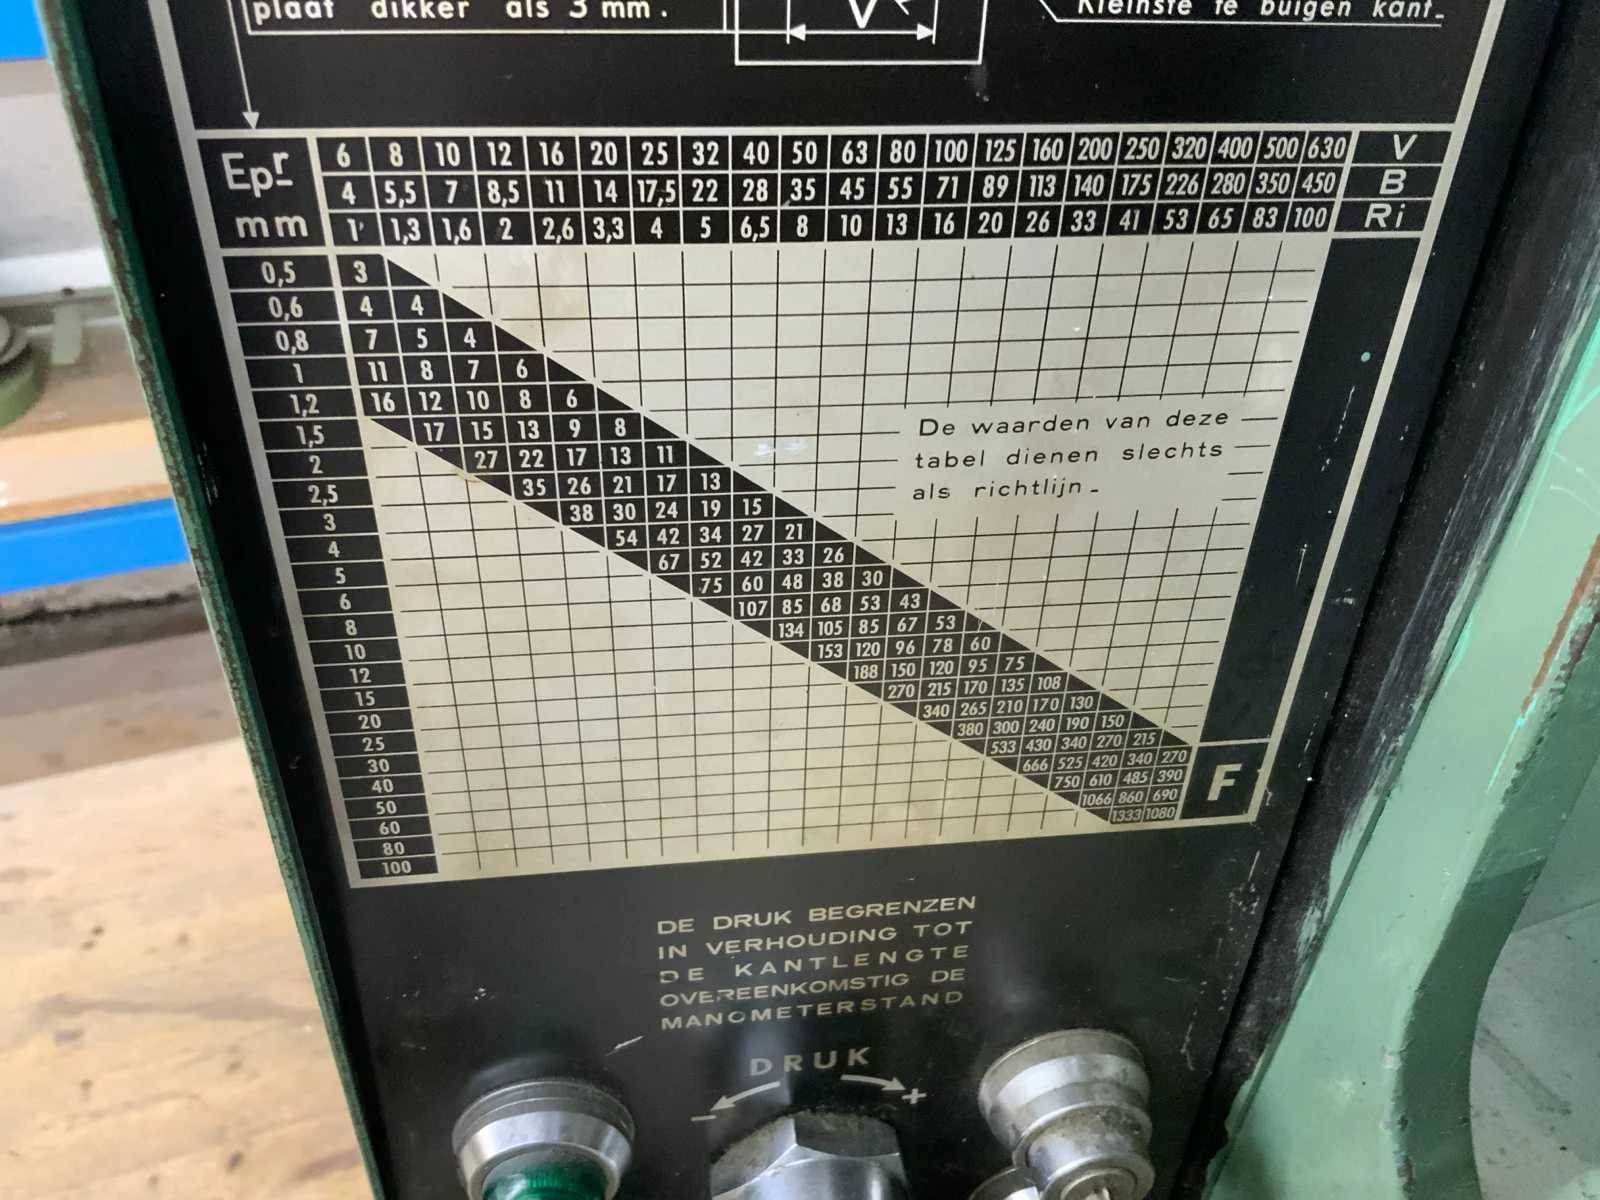 plaat dikker als 3 mm.
V
Kleinste te buigen kant.
Epr mm
6 8 10 12 16 20 25 32 40 50 63 80 100 125 160 200 250 320 400 500 630 V
4 5,5 7 8,5 11 14 17,5 22 28 35 45 55 71 89 113 140 175 226 280 350 450 B
1 1,3 1,6 2 2,6 3,3 4 5 6,5 8 10 13 16 20 26 33 41 53 65 83 100 Ri
0,5 3
0,6 4 4
0,8 7 5 4
1 11 8 7 6
1,2 16 12 10 8 6
1,5 17 15 13 9 8
2 27 22 17 13 11
2,5 35 26 21 17 13
3 38 30 24 19 15
4 54 42 34 27 21
5 67 52 42 33 26
6 75 60 48 38 30
8 107 85 68 53 43
10 134 105 85 67 53
12 153 120 96 78 60
15 188 150 120 95 75
20 270 215 170 135 108
25 340 265 210 170 130
30 380 300 240 190 150
40 533 430 340 270 215
50 666 525 420 340 270
60 750 610 485 390
80 1066 860 690
100 1333 1080
F
De waarden van deze
tabel dienen slechts
als richtlijn.
DE DRUK BEGRENZEN
IN VERHOUDING TOT
DE KANTLENGTE
OVEREENKOMSTIG DE
MANOMETERSTAND
DRUK
- +